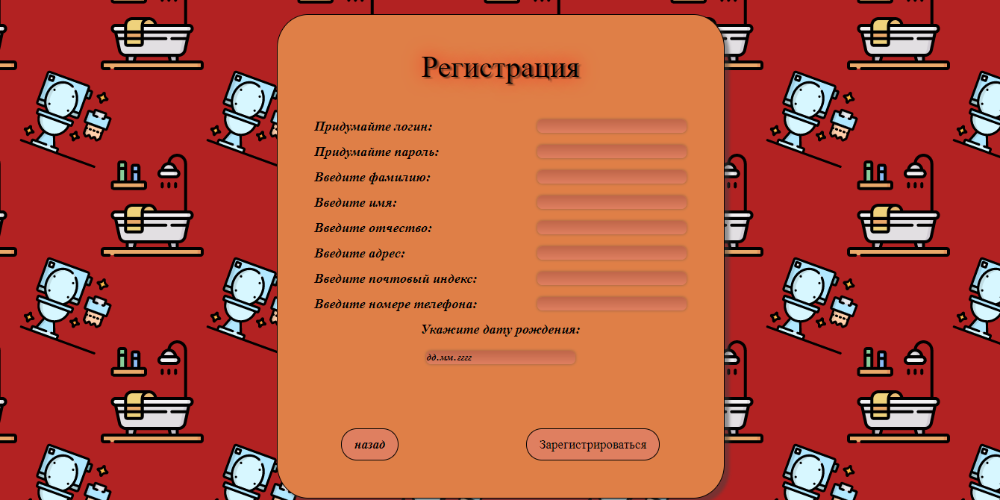 Регистрация
Придумайте логин:
Придумайте пароль:
Введите фамилию:
Введите имя:
Введите отчество:
Введите адрес:
Введите почтовый индекс:
Введите номере телефона:
Укажите дату рождения:
дд.мм.гггг
назад Зарегистрироваться